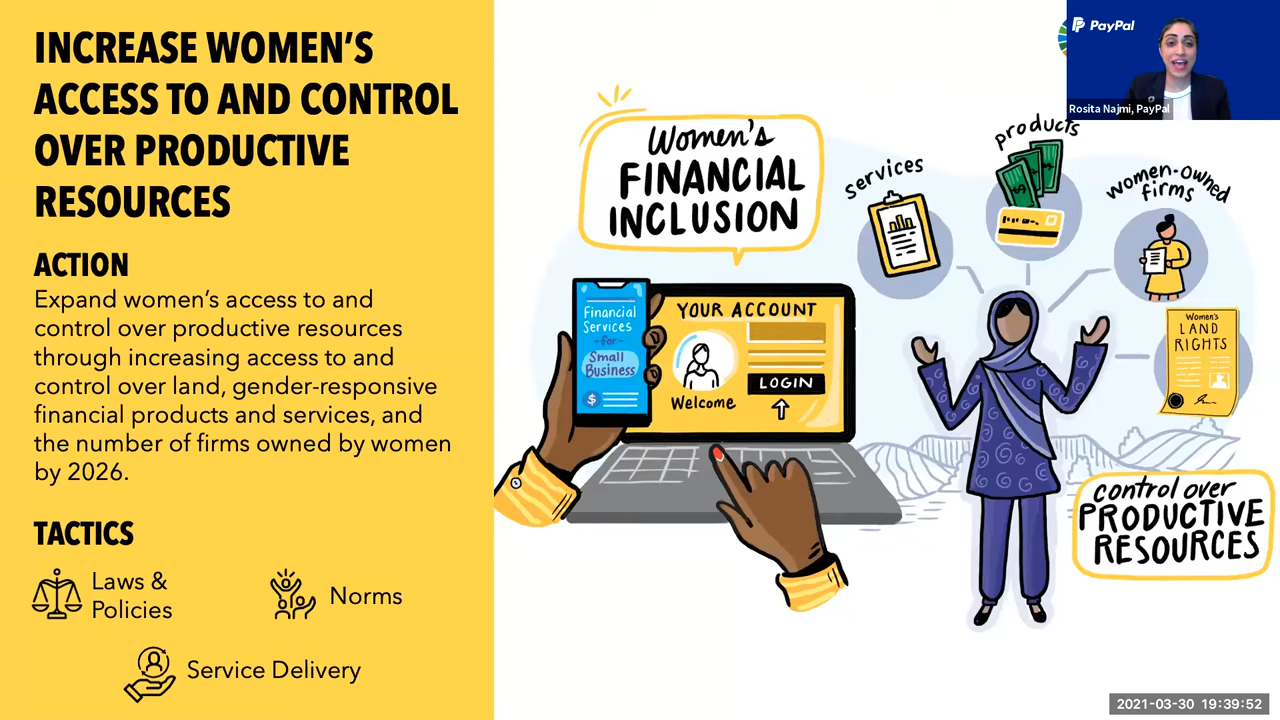 INCREASE WOMEN'S
ACCESS TO AND CONTROL
OVER PRODUCTIVE
RESOURCES
ACTION
Expand women's access to and
control over productive resources
through increasing access to and
control over land, gender-responsive
financial products and services, and
the number of firms owned by women
by 2026.
TACTICS
Laws &
Policies
Norms
Service Delivery
Women's
FINANCIAL
INCLUSION
Financial
Services
-for-
Small
Business
$
YOUR ACCOUNT
LOGIN
Welcome
services
products
women-owned
firms
Women's
LAND
RIGHTS
control over
PRODUCTIVE
RESOURCES
PayPal
Rosita Najmi, PayPal
2021-03-30 19:39:52